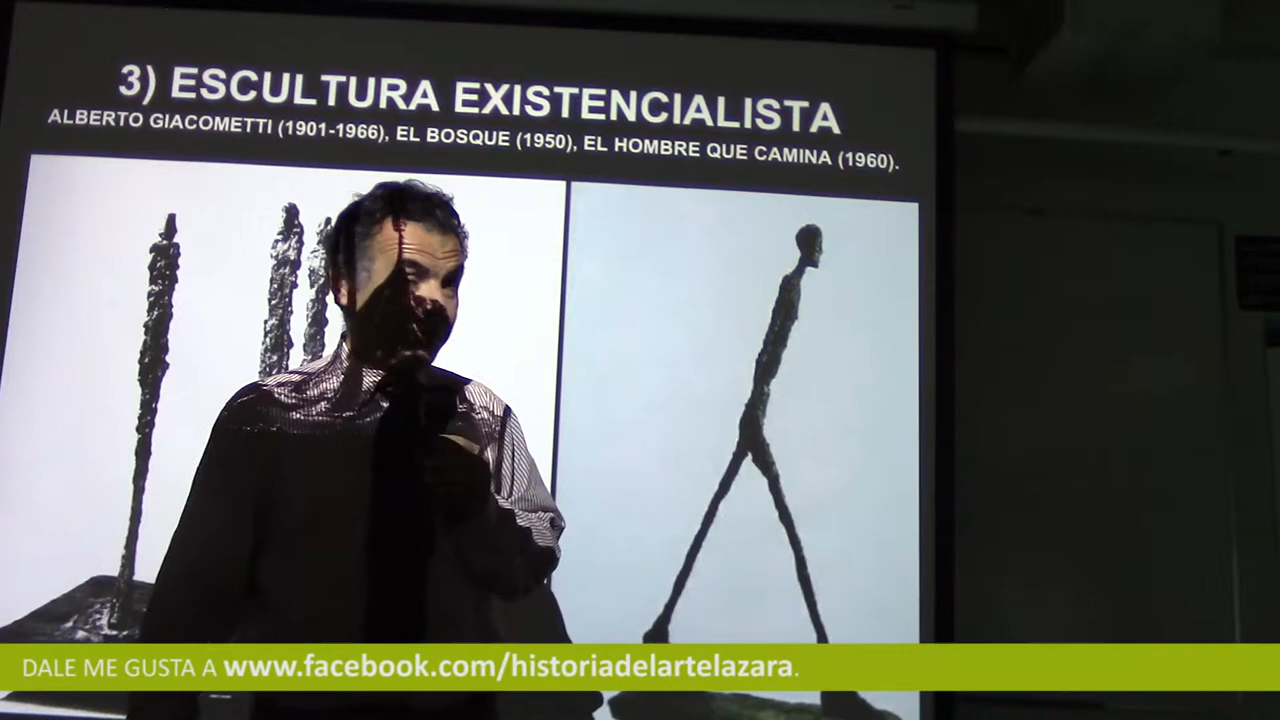 3) ESCULTURA EXISTENCIALISTA
ALBERTO GIACOMETTI (1901-1966), EL BOSQUE (1950), EL HOMBRE QUE CAMINA (1960).
DALE ME GUSTA A www.facebook.com/historiadelartelazara.